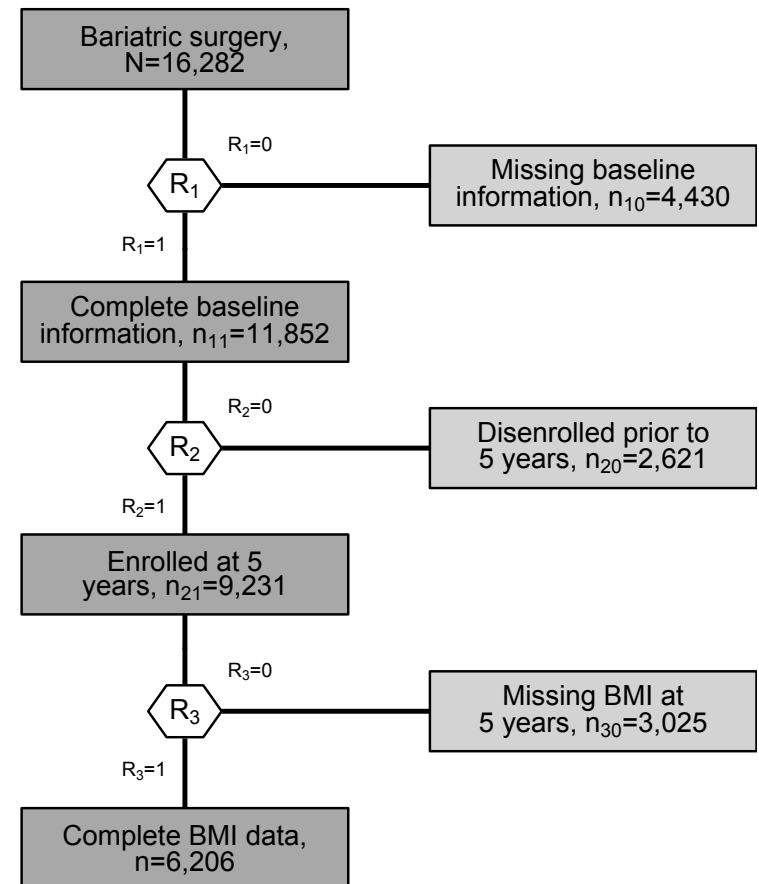 Bariatric surgery,
N=16,282
R₁=0
R₁
Missing baseline
information, n₁₀=4,430
R₁=1
Complete baseline
information, n₁₁=11,852
R₂=0
R₂
Disenrolled prior to
5 years, n₂₀=2,621
R₂=1
Enrolled at 5
years, n₂₁=9,231
R₃=0
R₃
Missing BMI at
5 years, n₃₀=3,025
R₃=1
Complete BMI data,
n=6,206